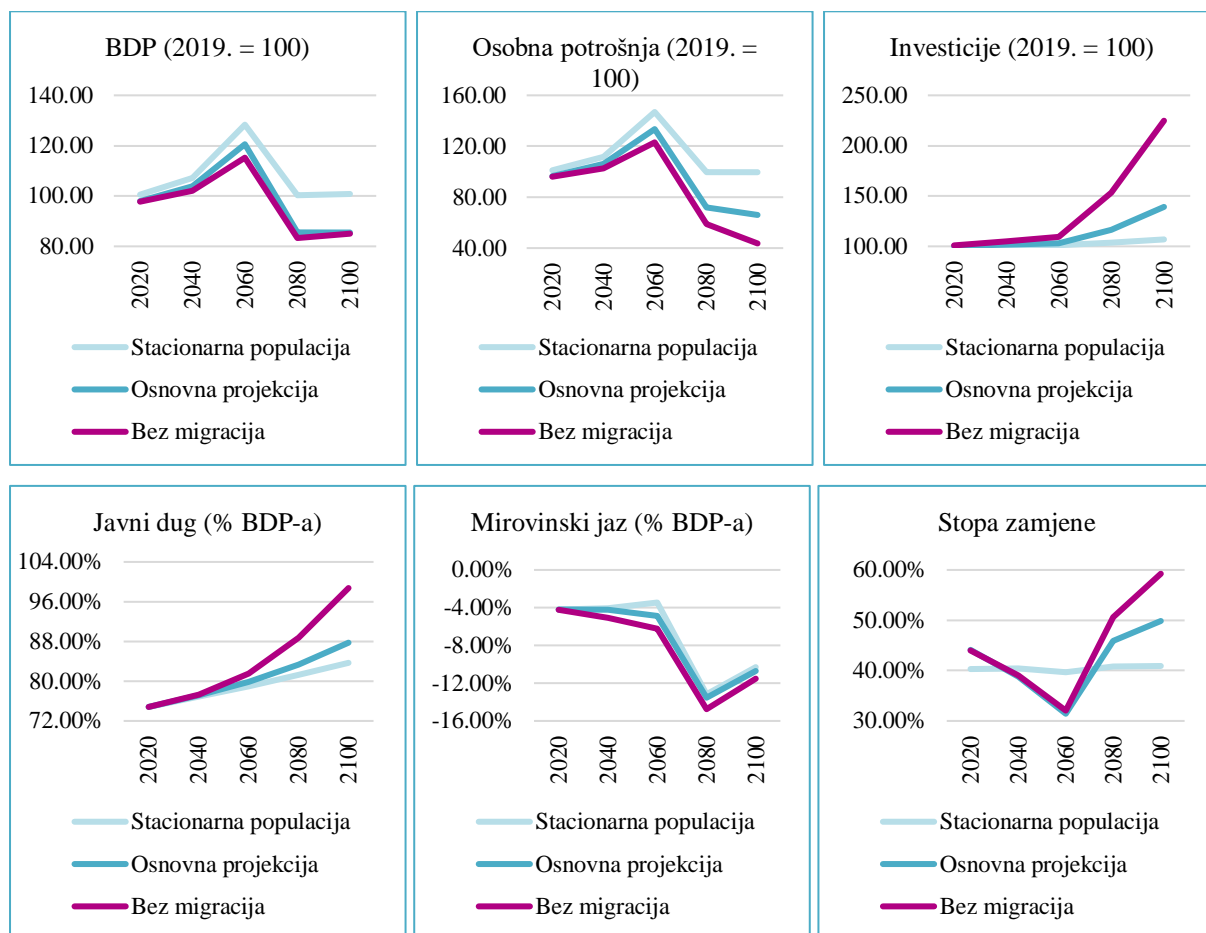 BDP (2019. = 100)
140.00
120.00
100.00
80.00
2020
2040
2060
2080
2100
Stacionarna populacija
Osnovna projekcija
Bez migracija
Osobna potrošnja (2019. =
100)
160.00
120.00
80.00
40.00
2020
2040
2060
2080
2100
Stacionarna populacija
Osnovna projekcija
Bez migracija
Investicije (2019. = 100)
250.00
200.00
150.00
100.00
2020
2040
2060
2080
2100
Stacionarna populacija
Osnovna projekcija
Bez migracija
Javni dug (% BDP-a)
104.00%
96.00%
88.00%
80.00%
72.00%
2020
2040
2060
2080
2100
Stacionarna populacija
Osnovna projekcija
Bez migracija
Mirovinski jaz (% BDP-a)
0.00%
-4.00%
-8.00%
-12.00%
-16.00%
2020
2040
2060
2080
2100
Stacionarna populacija
Osnovna projekcija
Bez migracija
Stopa zamjene
60.00%
50.00%
40.00%
30.00%
2020
2040
2060
2080
2100
Stacionarna populacija
Osnovna projekcija
Bez migracija